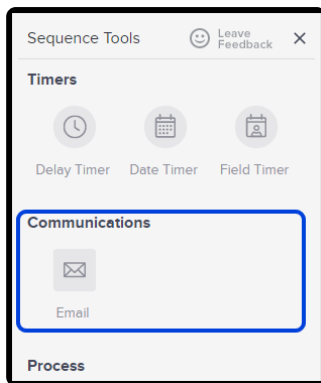 Sequence Tools Leave Feedback
Timers
Delay Timer Date Timer Field Timer
Communications
Email
Process